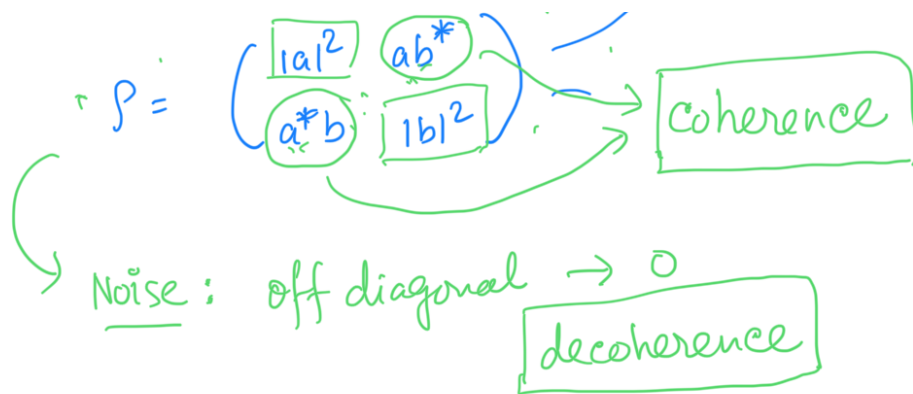 ρ = ( |a|² ab* )
( a*b |b|² )
coherence
Noise : off diagonal → 0
decoherence